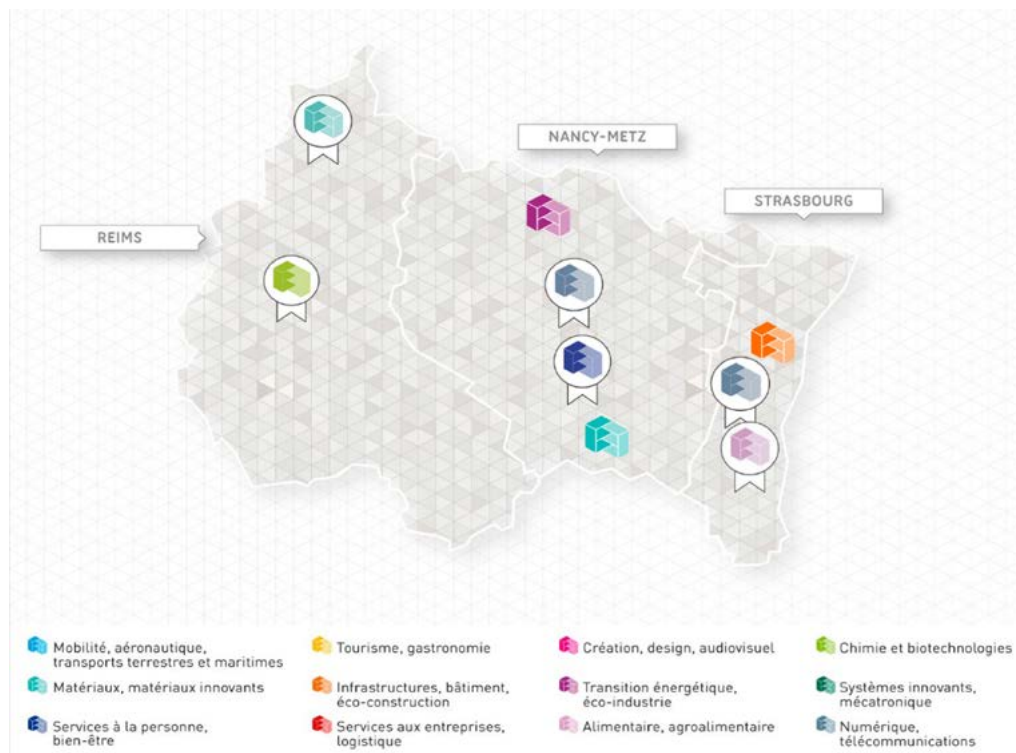 NANCY-METZ
STRASBOURG
REIMS
Mobilité, aéronautique,
transports terrestres et maritimes
Matériaux, matériaux innovants
Services à la personne,
bien-être
Tourisme, gastronomie
Infrastructures, bâtiment,
éco-construction
Services aux entreprises,
logistique
Création, design, audiovisuel
Transition énergétique,
éco-industrie
Alimentaire, agroalimentaire
Chimie et biotechnologies
Systèmes innovants,
mécatronique
Numérique,
télécommunications